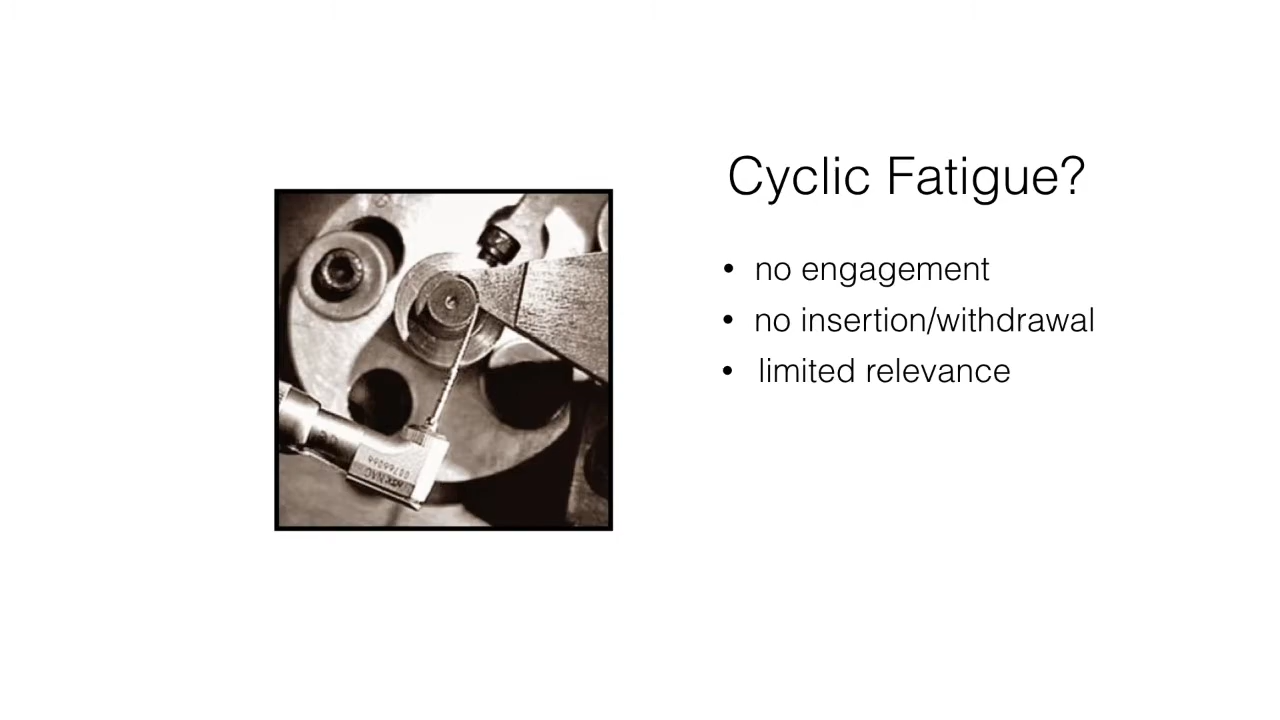 Cyclic Fatigue?
• no engagement
• no insertion/withdrawal
• limited relevance